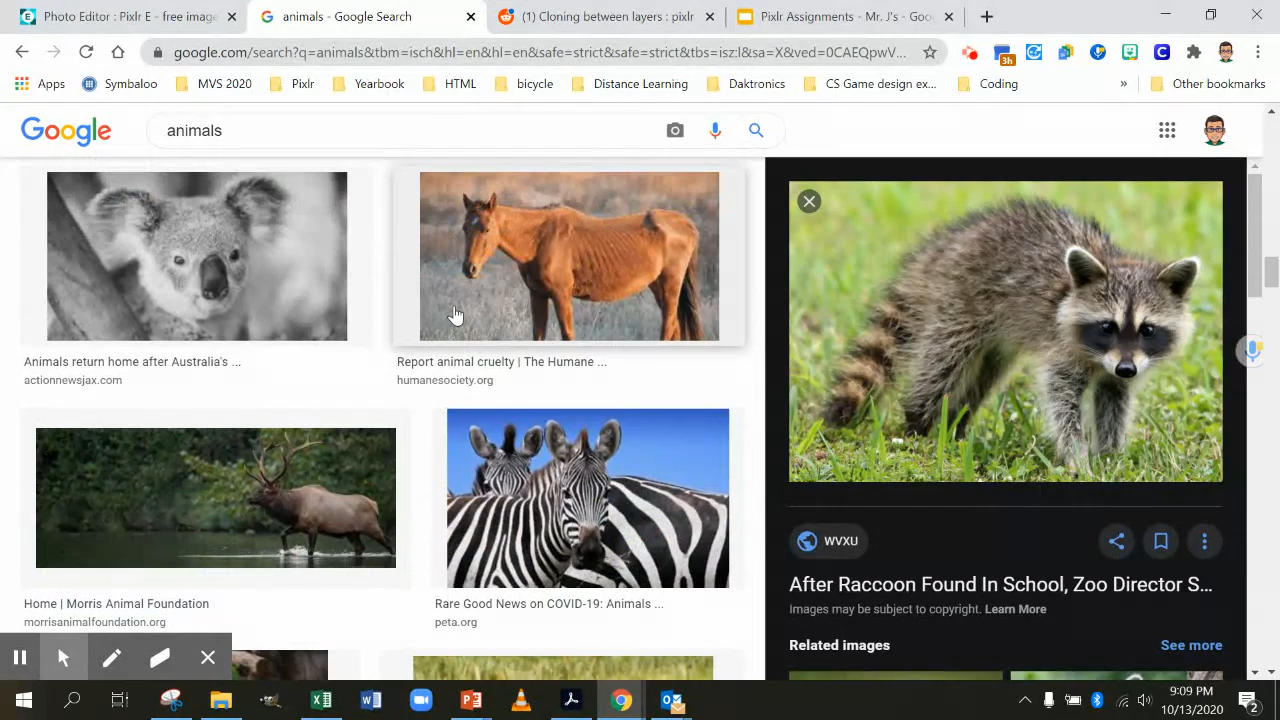 Photo Editor : Pixlr E - free imag
animals - Google Search
(1) Cloning between layers : pixlr
Pixlr Assignments - Mr. J's - Goo
google.com/search?q=animals&tbm=isch&hl=en&hl=en&safe=strict&safe=strict&tbs=isz:l&sa=X&ved=0CAEQpwV...
3h
Apps
Symbaloo
MVS 2020
Pixlr
Yearbook
HTML
bicycle
Distance Learning
Daktronics
CS Game design ex...
Coding
»
Other bookmarks
Google
animals
Animals return home after Australia's ...
actionnewsjax.com
Report animal cruelty | The Humane ...
humanesociety.org
Home | Morris Animal Foundation
morrisanimalfoundation.org
Rare Good News on COVID-19: Animals ...
peta.org
WVXU
After Raccoon Found In School, Zoo Director S...
Images may be subject to copyright. Learn More
Related images
See more
9:09 PM
10/13/2020
2